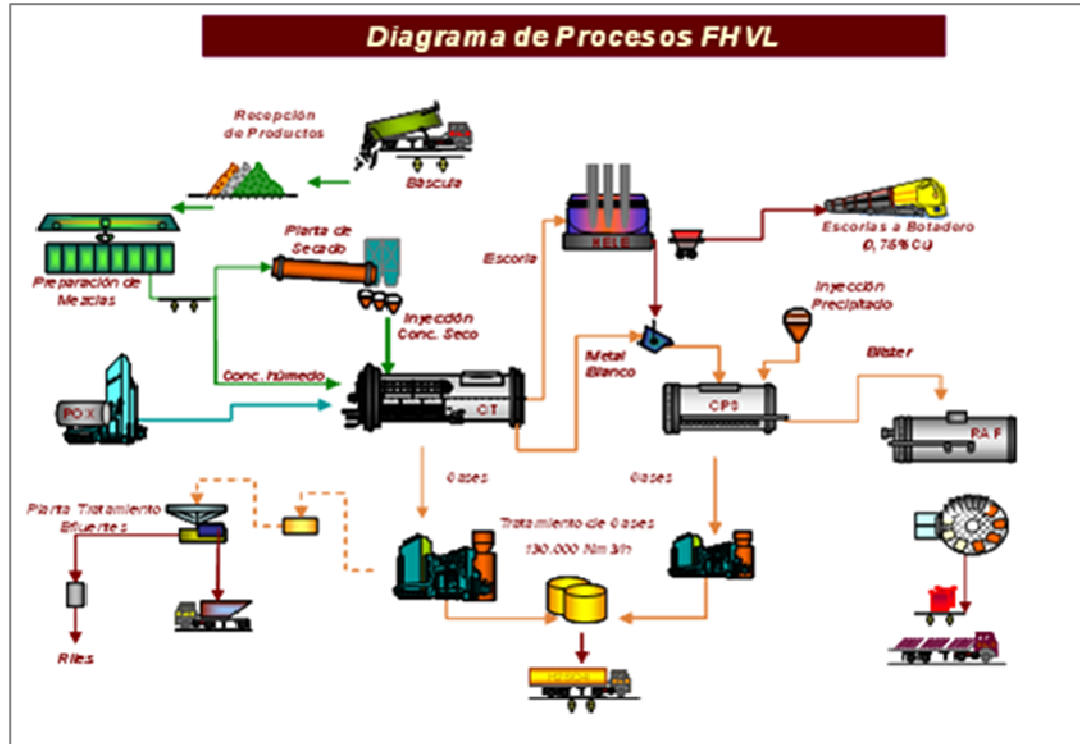 Diagrama de Procesos FHVL
Recepción
de Productos
Báscula
Planta de
Secado
Preparación de
Mezclas
Inyección
Conc. Seco
Escoria
HELE
Escorias a Botadero
(0,75% Cu)
Inyección
Precipitado
Conc. húmedo
Metal
Blanco
Blister
POX
CT
CPS
RAF
Gases
Gases
Planta Tratamiento
Efluentes
Tratamiento de Gases
130.000 Nm3/h
Riles
H2SO4